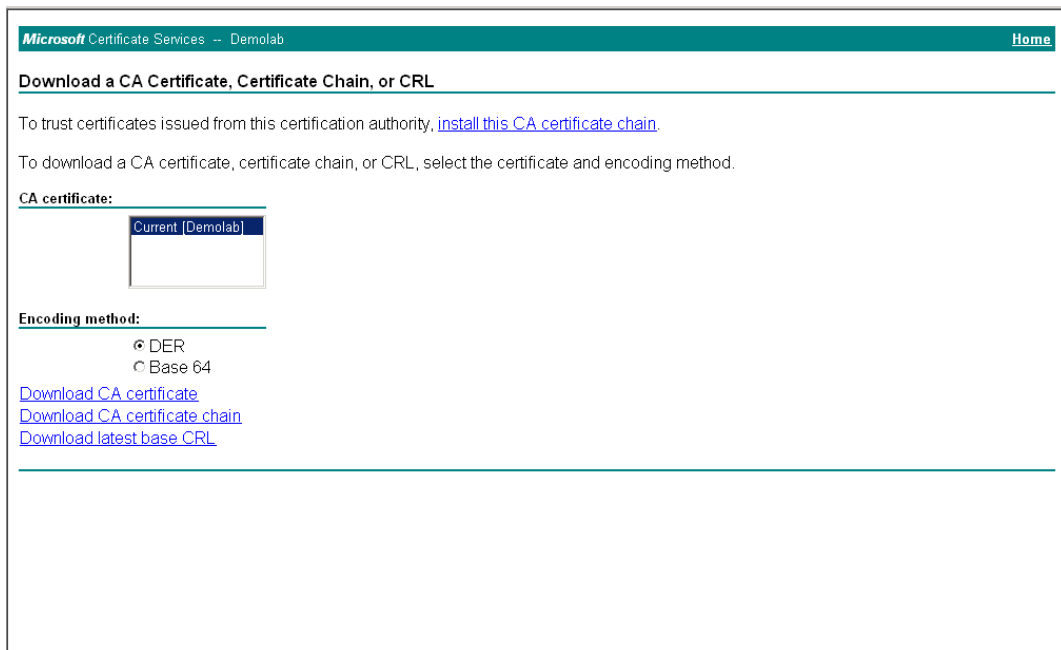 Microsoft Certificate Services -- Demolab Home
Download a CA Certificate, Certificate Chain, or CRL
To trust certificates issued from this certification authority, install this CA certificate chain.
To download a CA certificate, certificate chain, or CRL, select the certificate and encoding method.
CA certificate:
Current [Demolab]
Encoding method:
DER
Base 64
Download CA certificate
Download CA certificate chain
Download latest base CRL